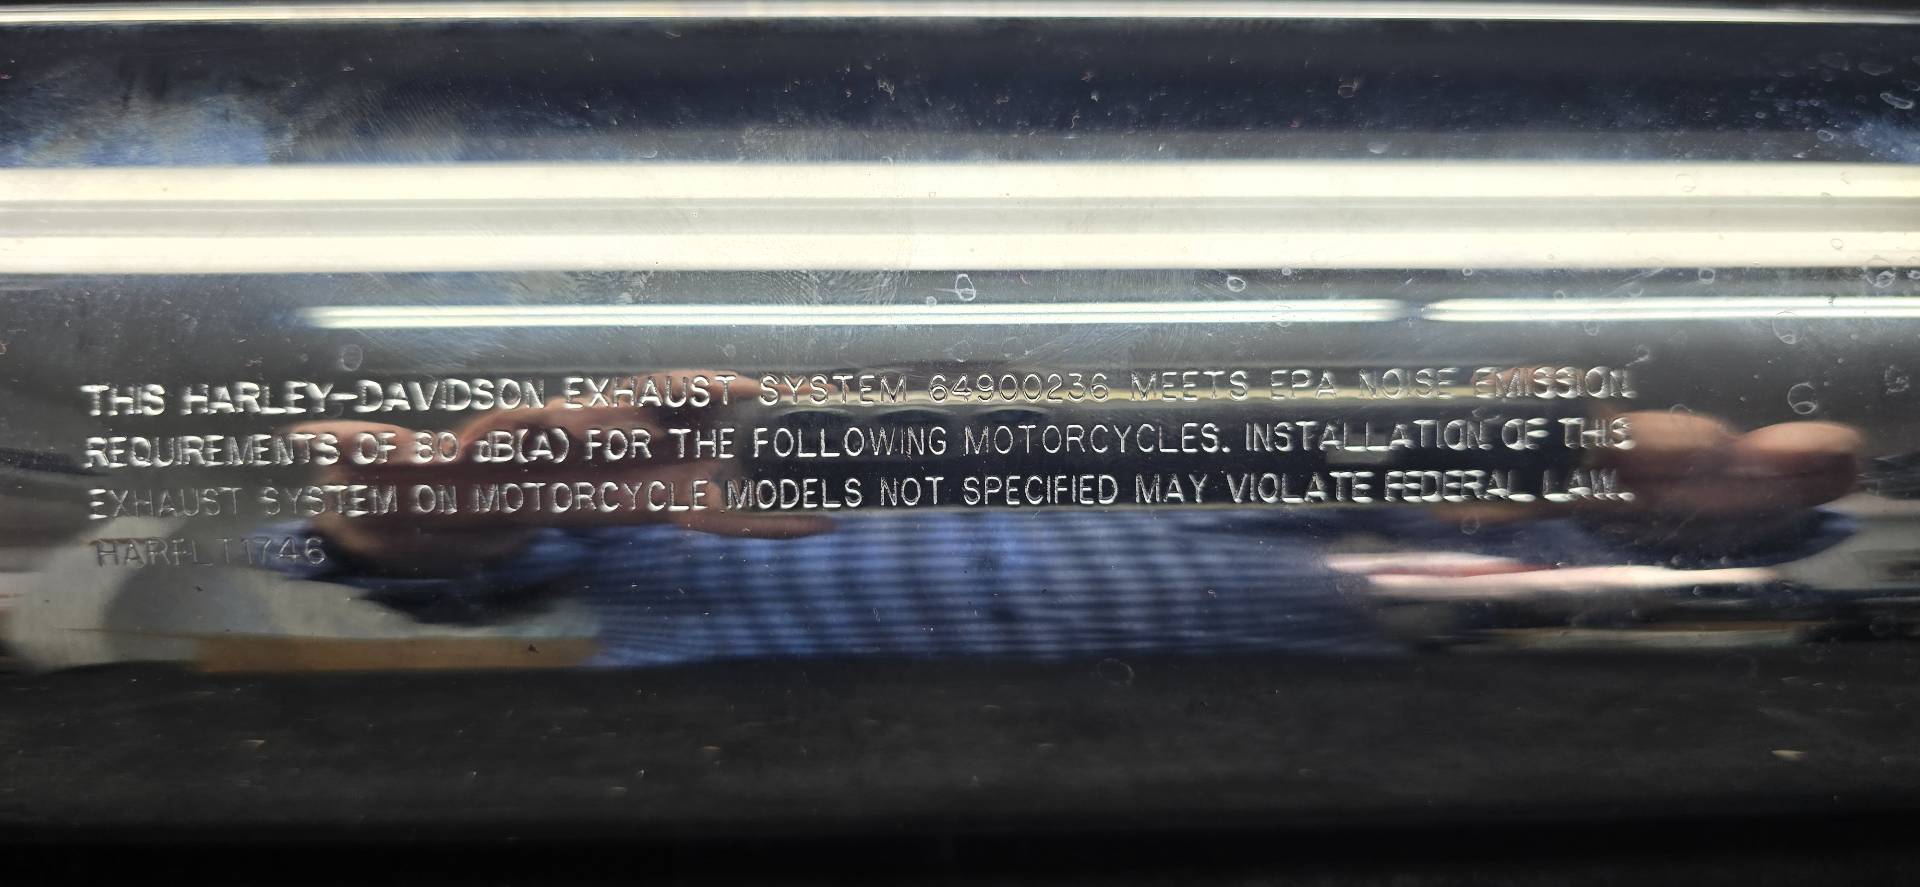 THIS HARLEY-DAVIDSON EXHAUST SYSTEM 64900236 MEETS EPA NOISE EMISSION
REQUIREMENTS OF 80 dB(A) FOR THE FOLLOWING MOTORCYCLES. INSTALLATION OF THIS
EXHAUST SYSTEM ON MOTORCYCLE MODELS NOT SPECIFIED MAY VIOLATE FEDERAL LAW.
HARFLT1746